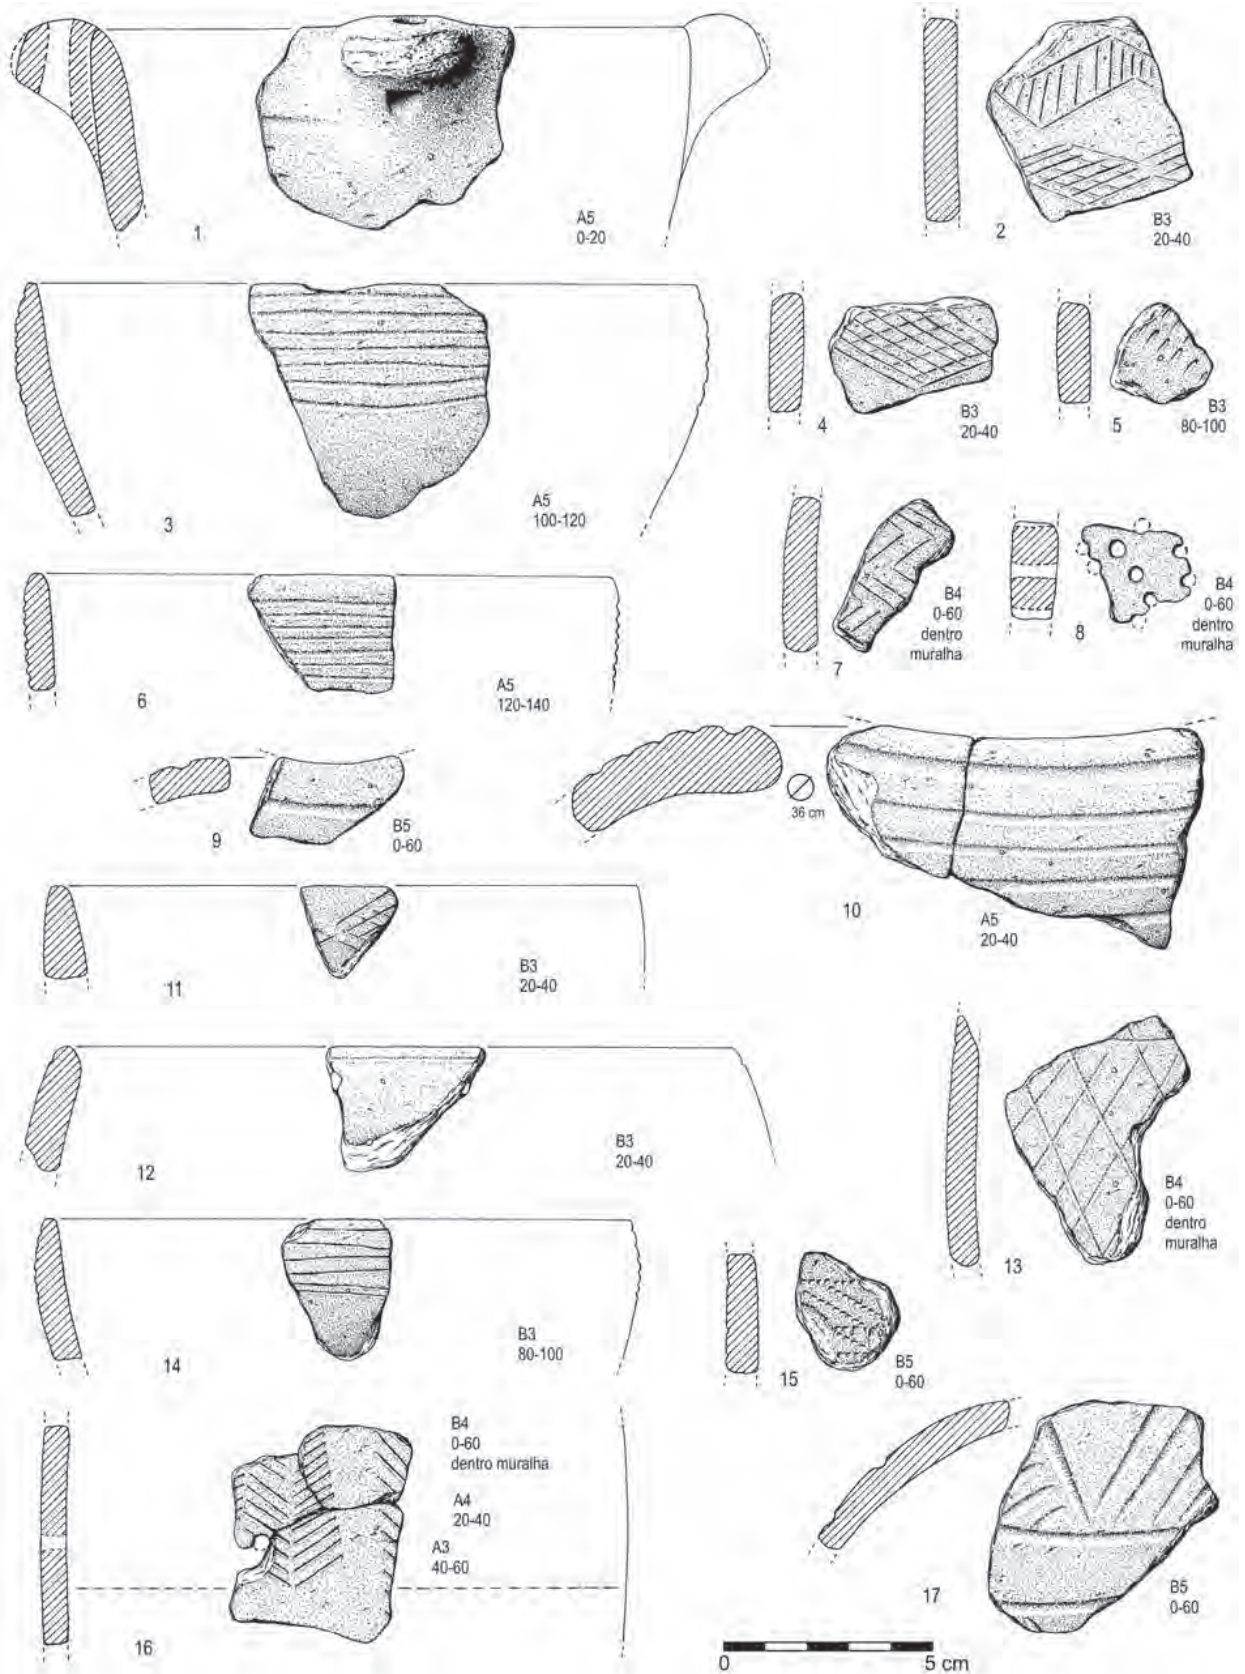 1
A5
0-20
2
B3
20-40
3
A5
100-120
4
B3
20-40
5
B3
80-100
6
A5
120-140
7
B4
0-60
dentro
muralha
8
B4
0-60
dentro
muralha
9
B5
0-60
36 cm
10
A5
20-40
11
B3
20-40
12
B3
20-40
13
B4
0-60
dentro
muralha
14
B3
80-100
15
B5
0-60
16
B4
0-60
dentro muralha
A4
20-40
A3
40-60
17
B5
0-60
0 5 cm